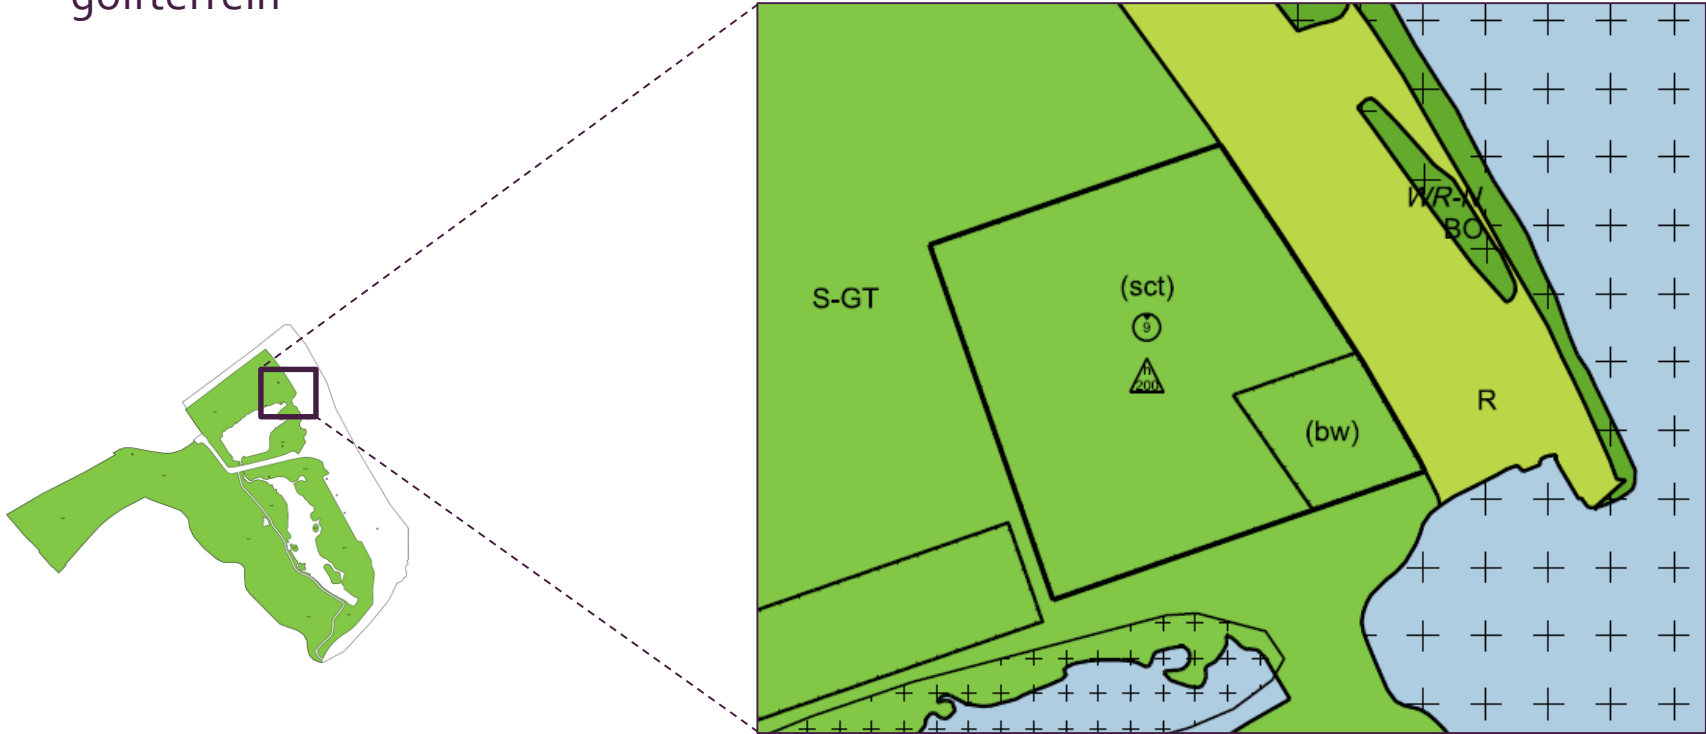 golfterrein
WR-N
BO
(sct)
S-GT
9
h
200
R
(bw)